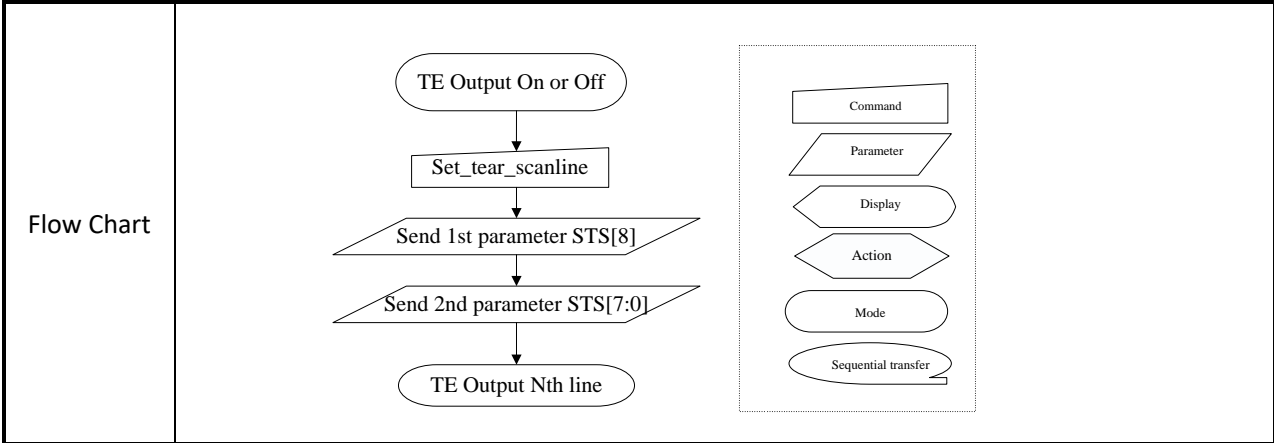 Flow Chart
TE Output On or Off
Set_tear_scanline
Send 1st parameter STS[8]
Send 2nd parameter STS[7:0]
TE Output Nth line
Command
Parameter
Display
Action
Mode
Sequential transfer